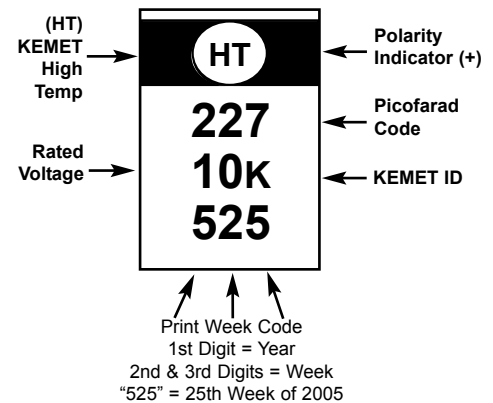 (HT)
KEMET
High
Temp
HT
Polarity
Indicator (+)
227
Picofarad
Code
Rated
Voltage
10K
KEMET ID
525
Print Week Code
1st Digit = Year
2nd & 3rd Digits = Week
“525” = 25th Week of 2005